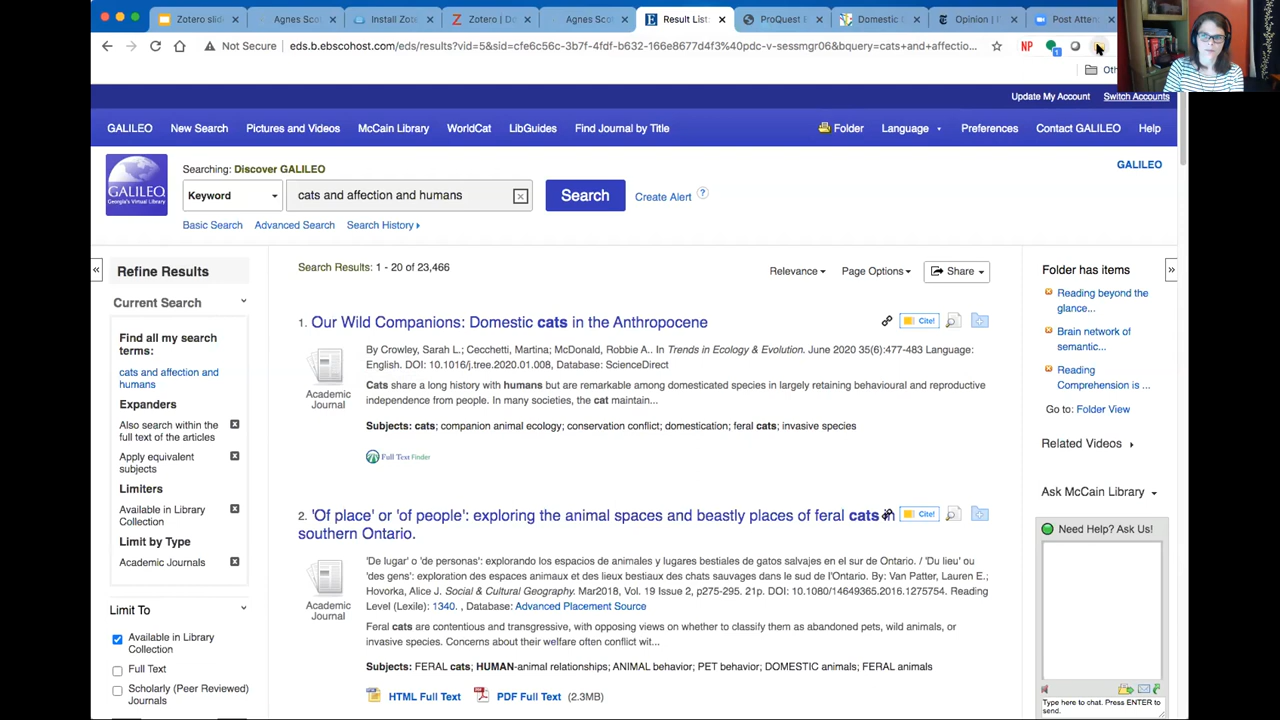 Zotero slid
Agnes Sco
Install Zot
Zotero | D
Agnes Sco
Result List:
ProQuest E
Domestic
Opinion | T
Post Atten
Not Secure
eds.b.ebscohost.com/eds/results?vid=5&sid=cfe6c56c-3b7f-4fdf-b632-166e8677d4f3%40pdc-v-sessmgr06&bquery=cats+and+affectio...
NP
1
Oth
Update My Account Switch Accounts
GALILEO New Search Pictures and Videos McCain Library WorldCat LibGuides Find Journal by Title Folder Language Preferences Contact GALILEO Help
GALILEO
Georgia's Virtual Library
Searching: Discover GALILEO
GALILEO
Keyword cats and affection and humans Search Create Alert ?
Basic Search Advanced Search Search History
«
Refine Results
Current Search
Find all my search
terms:
cats and affection and
humans
Expanders
Also search within the
full text of the articles
Apply equivalent
subjects
Limiters
Available in Library
Collection
Limit by Type
Academic Journals
Limit To
Available in Library
Collection
Full Text
Scholarly (Peer Reviewed)
Journals
Search Results: 1 - 20 of 23,466 Relevance Page Options Share
1. Our Wild Companions: Domestic cats in the Anthropocene Cite!
Academic
Journal
By Crowley, Sarah L.; Cecchetti, Martina; McDonald, Robbie A.. In Trends in Ecology & Evolution. June 2020 35(6):477-483 Language:
English. DOI: 10.1016/j.tree.2020.01.008, Database: ScienceDirect
Cats share a long history with humans but are remarkable among domesticated species in largely retaining behavioural and reproductive
independence from people. In many societies, the cat maintain...
Subjects: cats; companion animal ecology; conservation conflict; domestication; feral cats; invasive species
Full Text Finder
2. 'Of place' or 'of people': exploring the animal spaces and beastly places of feral cats in Cite!
southern Ontario.
Academic
Journal
'De lugar' o 'de personas': explorando los espacios de animales y lugares bestiales de gatos salvajes en el sur de Ontario. / 'Du lieu' ou
'des gens': exploration des espaces animaux et des lieux bestiaux des chats sauvages dans le sud de l'Ontario. By: Van Patter, Lauren E.;
Hovorka, Alice J. Social & Cultural Geography. Mar2018, Vol. 19 Issue 2, p275-295. 21p. DOI: 10.1080/14649365.2016.1275754. Reading
Level (Lexile): 1340. , Database: Advanced Placement Source
Feral cats are contentious and transgressive, with opposing views on whether to classify them as abandoned pets, wild animals, or
invasive species. Concerns about their welfare often conflict wit...
Subjects: FERAL cats; HUMAN-animal relationships; ANIMAL behavior; PET behavior; DOMESTIC animals; FERAL animals
HTML Full Text PDF Full Text (2.3MB)
»
Folder has items
Reading beyond the
glance...
Brain network of
semantic...
Reading
Comprehension is ...
Go to: Folder View
Related Videos
Ask McCain Library
Need Help? Ask Us!
Type here to chat. Press ENTER to
send.